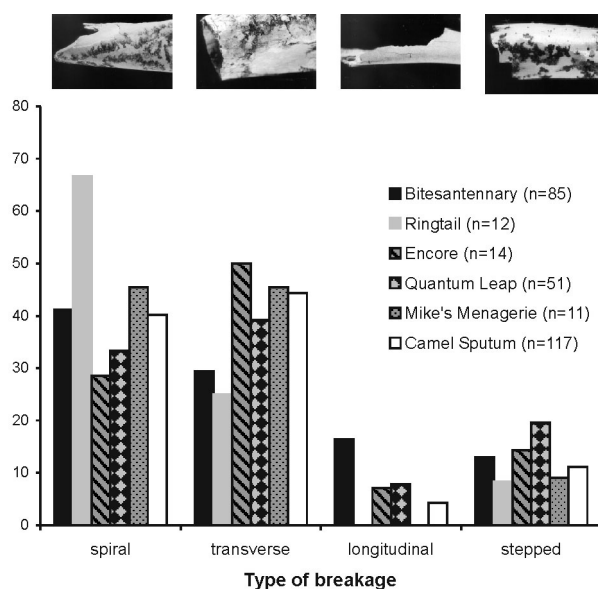 80
70
60
50
40
30
20
10
0
Bitesantennary (n=85)
Ringtail (n=12)
Encore (n=14)
Quantum Leap (n=51)
Mike's Menagerie (n=11)
Camel Sputum (n=117)
spiral transverse longitudinal stepped
Type of breakage